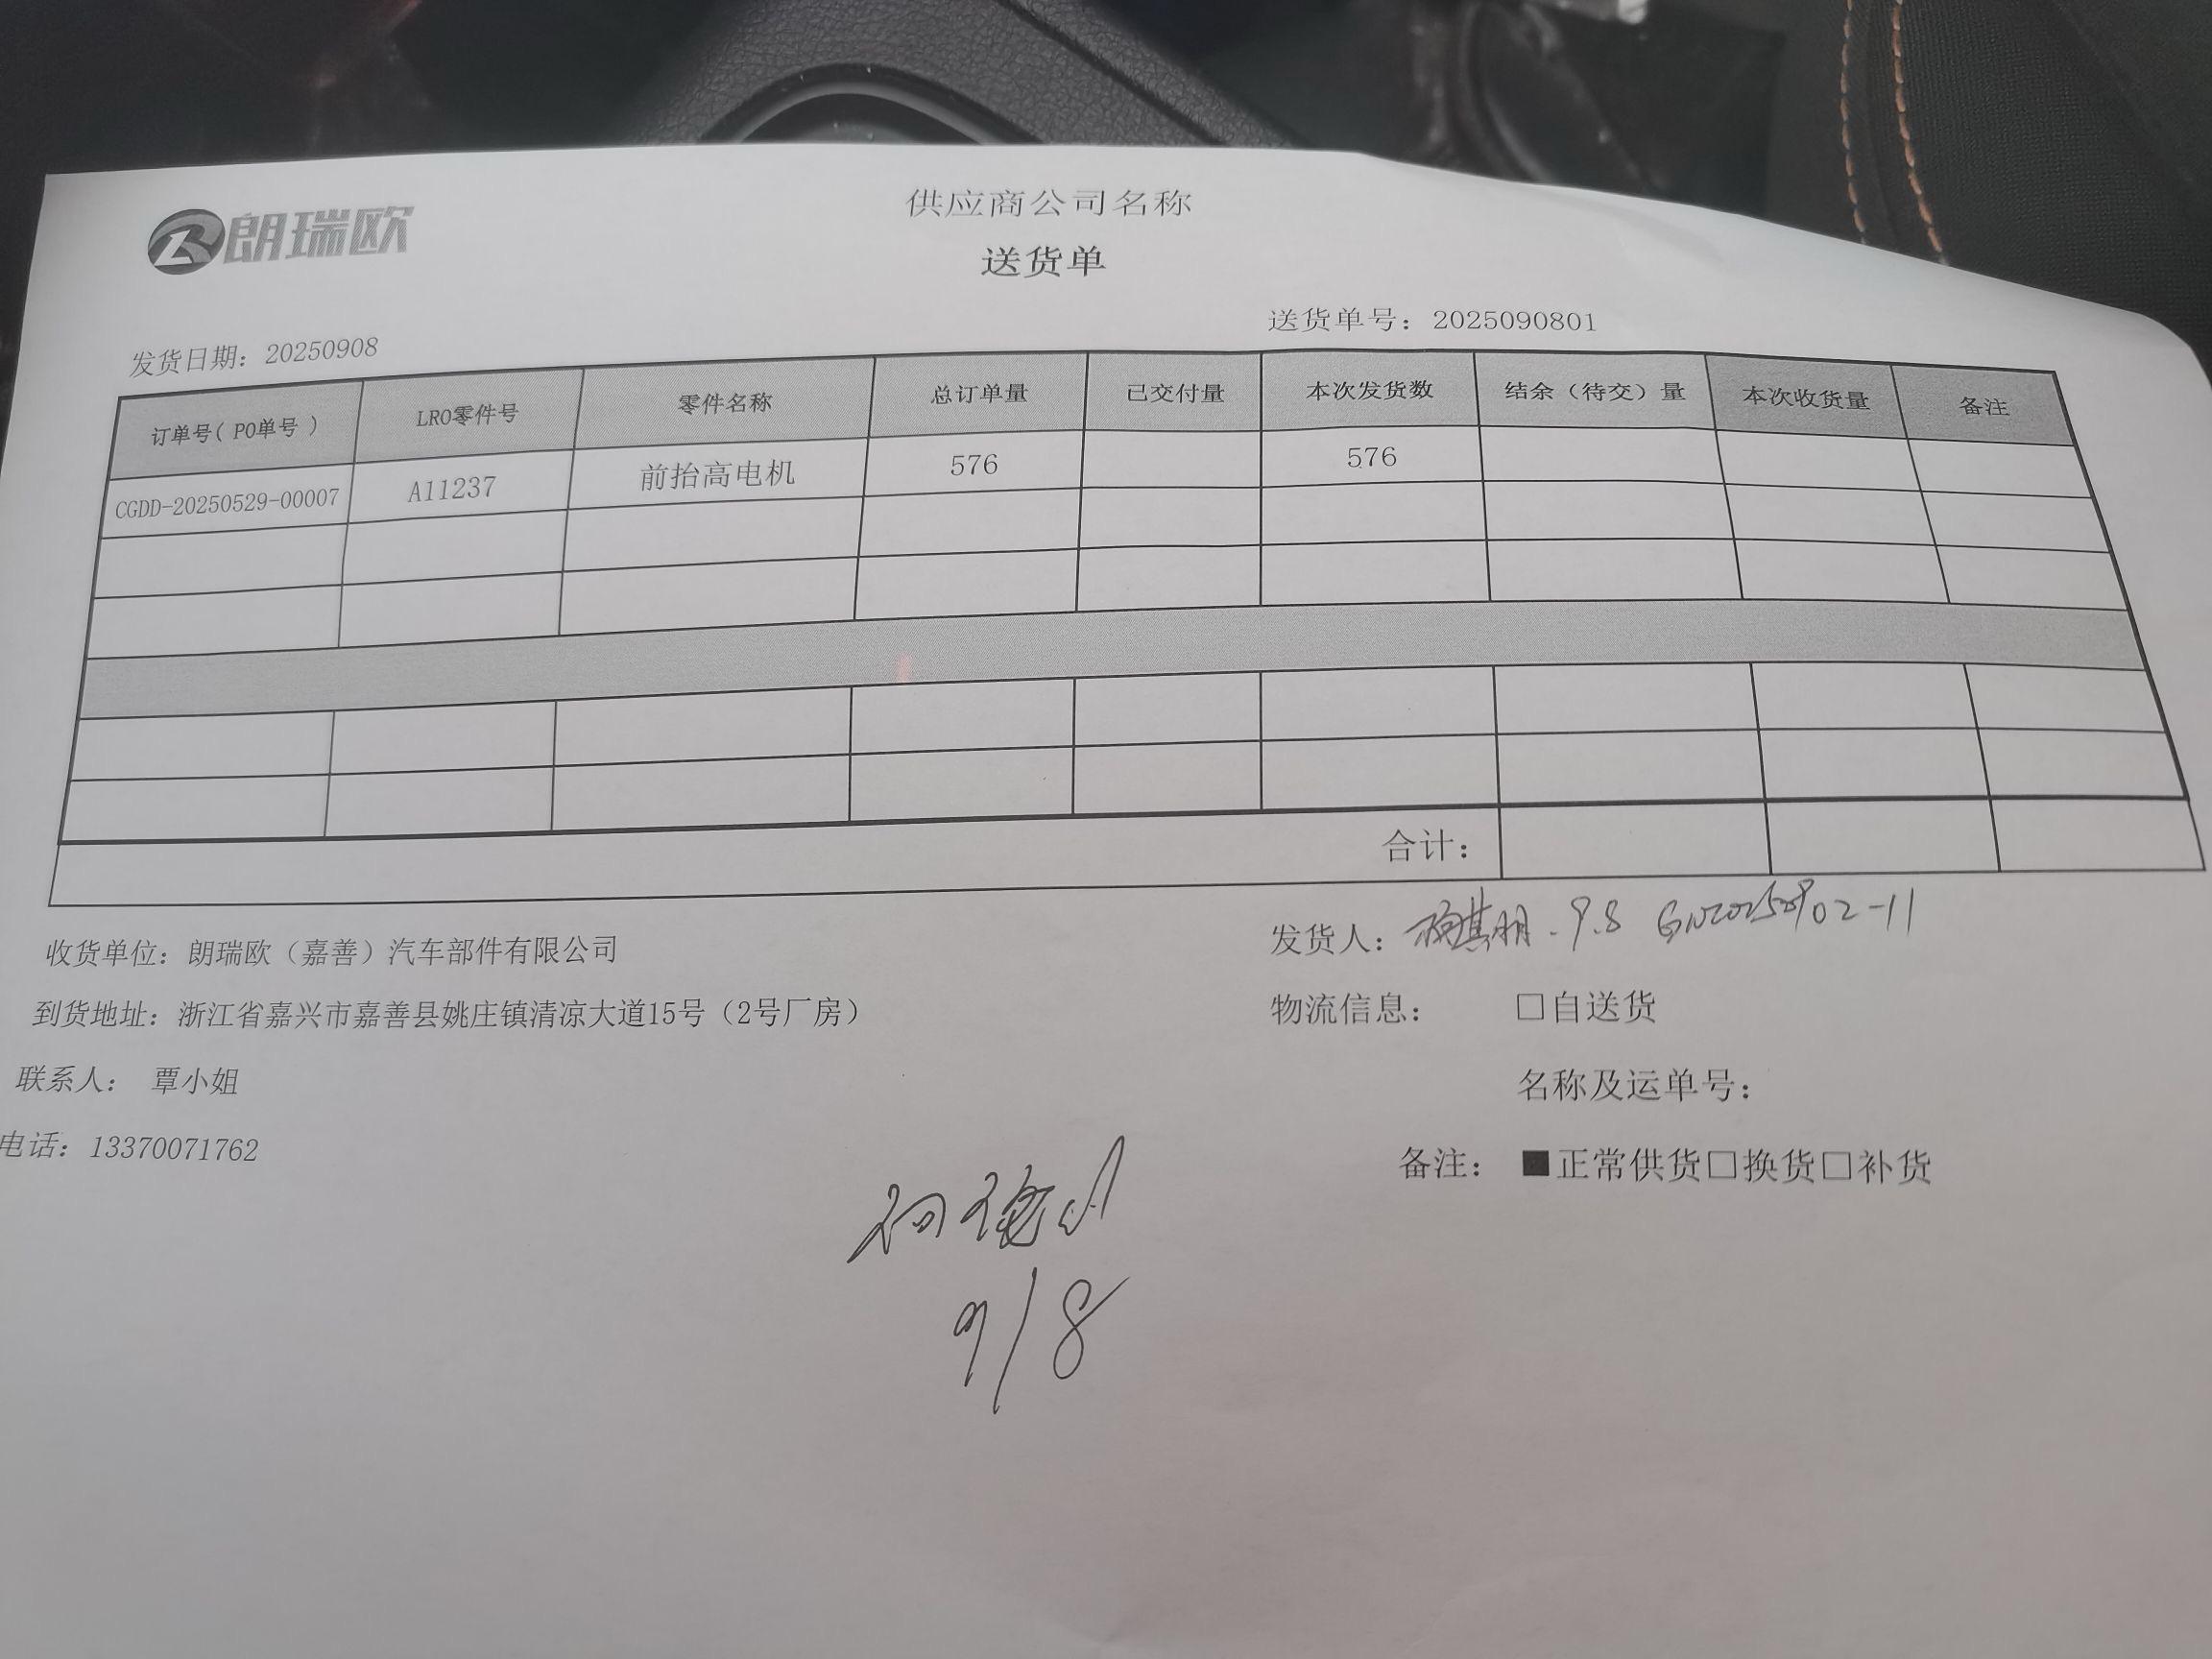 朗瑞欧
供应商公司名称
送货单
送货单号：2025090801
发货日期：20250908
订单号（PO单号） LRO零件号 零件名称 总订单量 已交付量 本次发货数 结余（待交）量 本次收货量 备注
CGDD-20250529-00007 A11237 前抬高电机 576 576
合计：
收货单位：朗瑞欧（嘉善）汽车部件有限公司
发货人： 9.8
到货地址：浙江省嘉兴市嘉善县姚庄镇清凉大道15号（2号厂房）
物流信息： □自送货
联系人： 覃小姐
名称及运单号：
电话：13370071762
备注： ■正常供货□换货□补货
9/8